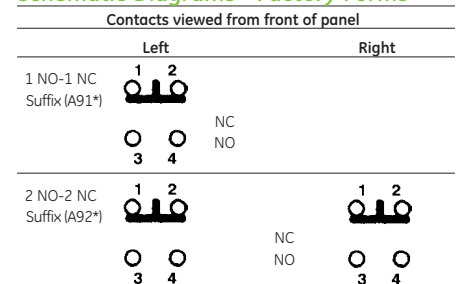 Schematic Diagrams - Factory Forms
Contacts viewed from front of panel
Left Right
1 NO-1 NC
Suffix (A91*)
1 2
NC
NO
3 4
2 NO-2 NC
Suffix (A92*)
1 2 1 2
NC
NO
3 4 3 4